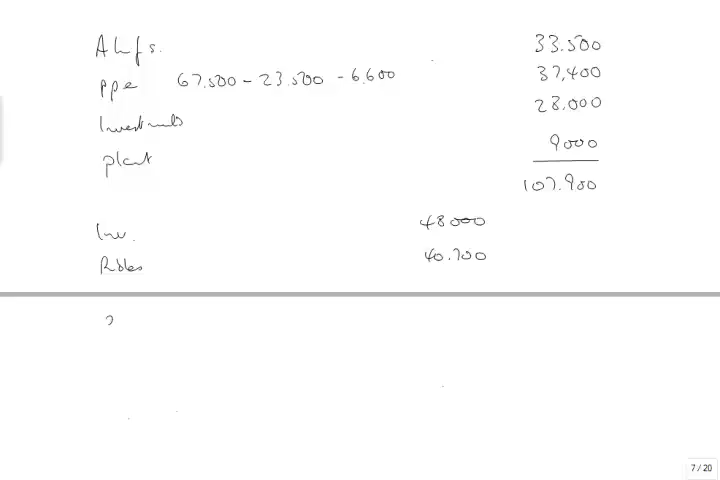 A h f s. 33.500
ppe 67.500 - 23.500 - 6.600 37,400
Investments 28.000
plant 9000
107.900
Inv. 48000
Rbles 40.700
7 / 20